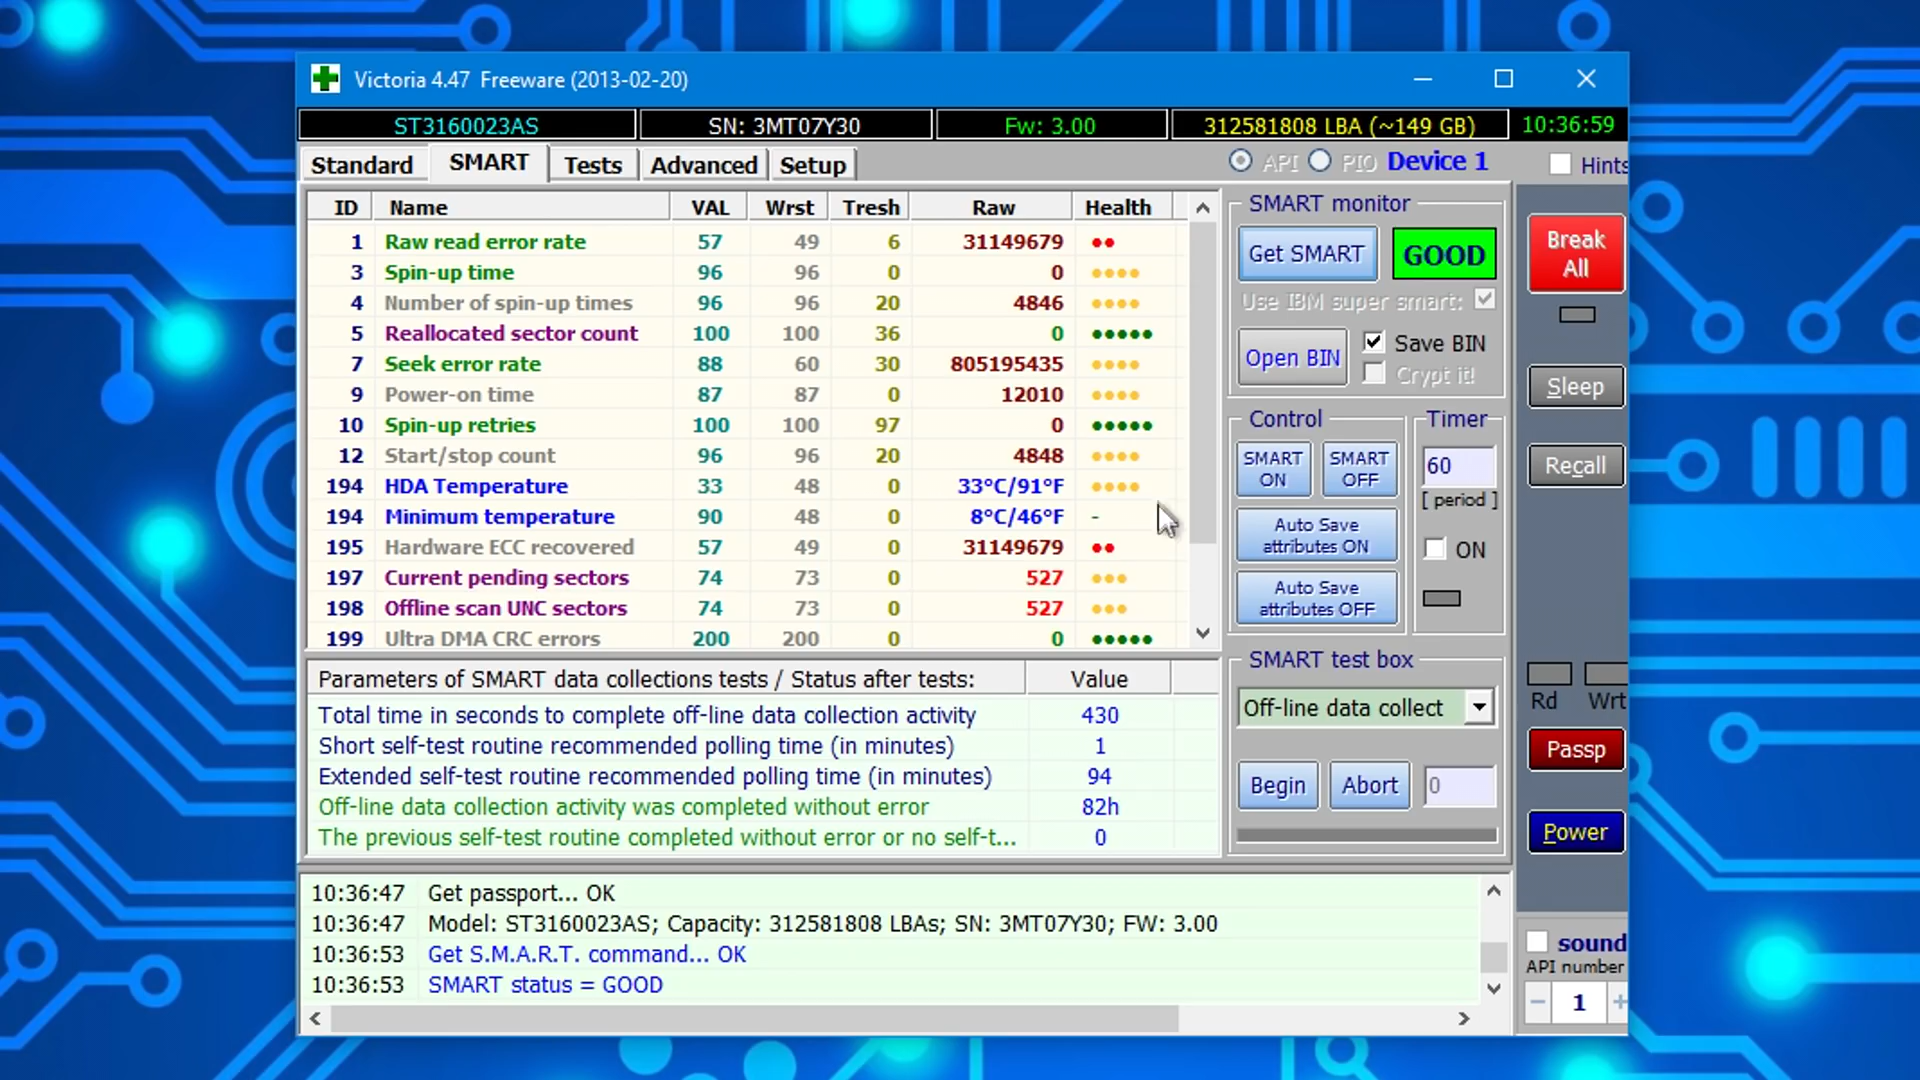 Victoria 4.47 Freeware (2013-02-20)
ST3160023AS SN: 3MT07Y30 Fw: 3.00 312581808 LBA (~149 GB) 10:36:59
Standard SMART Tests Advanced Setup API PIO Device 1 Hints
ID Name VAL Wrst Tresh Raw Health
1 Raw read error rate 57 49 6 31149679
3 Spin-up time 96 96 0 0
4 Number of spin-up times 96 96 20 4846
5 Reallocated sector count 100 100 36 0
7 Seek error rate 88 60 30 805195435
9 Power-on time 87 87 0 12010
10 Spin-up retries 100 100 97 0
12 Start/stop count 96 96 20 4848
194 HDA Temperature 33 48 0 33°C/91°F
194 Minimum temperature 90 48 0 8°C/46°F -
195 Hardware ECC recovered 57 49 0 31149679
197 Current pending sectors 74 73 0 527
198 Offline scan UNC sectors 74 73 0 527
199 Ultra DMA CRC errors 200 200 0 0
Parameters of SMART data collections tests / Status after tests: Value
Total time in seconds to complete off-line data collection activity 430
Short self-test routine recommended polling time (in minutes) 1
Extended self-test routine recommended polling time (in minutes) 94
Off-line data collection activity was completed without error 82h
The previous self-test routine completed without error or no self-t... 0
SMART monitor
Get SMART GOOD
Use IBM super smart:
Open BIN Save BIN
Crypt it!
Control
SMART ON
SMART OFF
Auto Save
attributes ON
Auto Save
attributes OFF
Timer
60
[ period ]
ON
SMART test box
Off-line data collect
Begin Abort 0
Break
All
Sleep
Recall
Rd Wrt
Passp
Power
sound
API number
- 1 +
10:36:47 Get passport... OK
10:36:47 Model: ST3160023AS; Capacity: 312581808 LBAs; SN: 3MT07Y30; FW: 3.00
10:36:53 Get S.M.A.R.T. command... OK
10:36:53 SMART status = GOOD